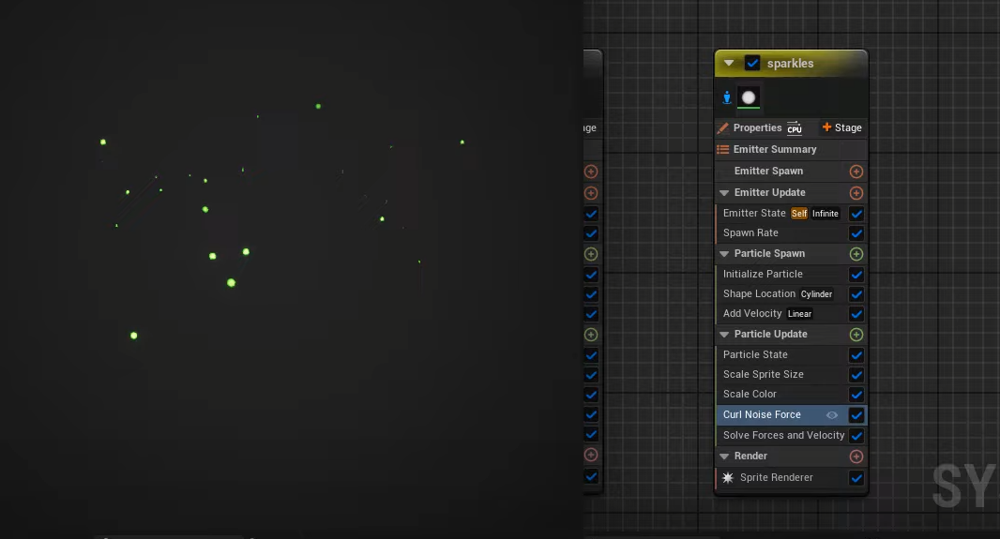 sparkles
Properties CPU + Stage
Emitter Summary
Emitter Spawn
Emitter Update
Emitter State Self Infinite
Spawn Rate
Particle Spawn
Initialize Particle
Shape Location Cylinder
Add Velocity Linear
Particle Update
Particle State
Scale Sprite Size
Scale Color
Curl Noise Force
Solve Forces and Velocity
Render
Sprite Renderer
SY